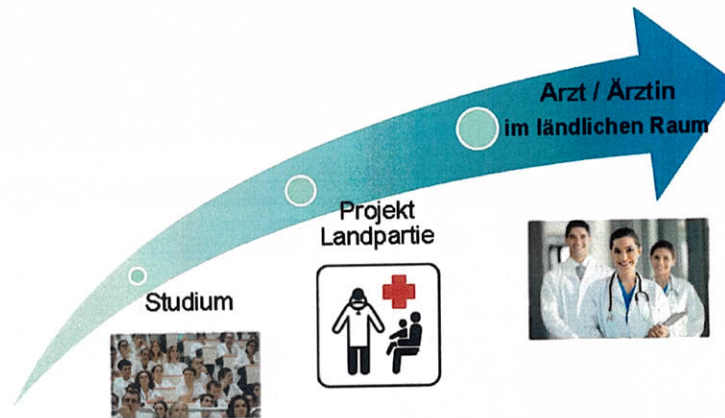 Studium
Projekt
Landpartie
Arzt / Ärztin
im ländlichen Raum